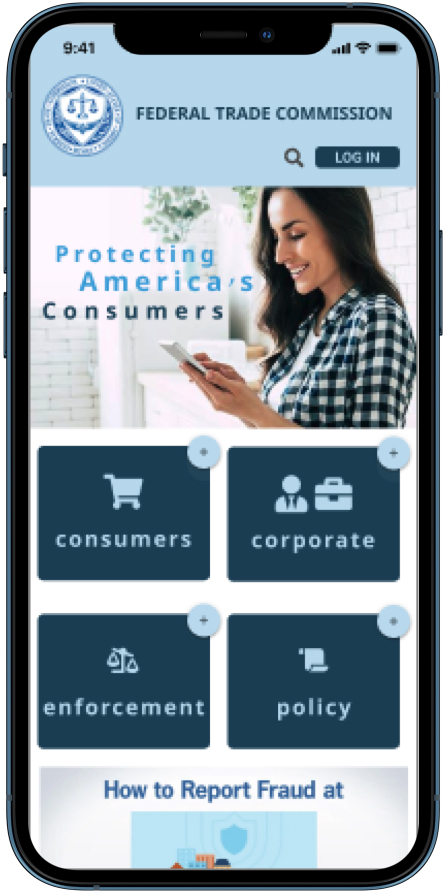 9:41
FEDERAL TRADE COMMISSION
LOG IN
Protecting
America's
Consumers
+
+
consumers
corporate
+
+
enforcement
policy
How to Report Fraud at